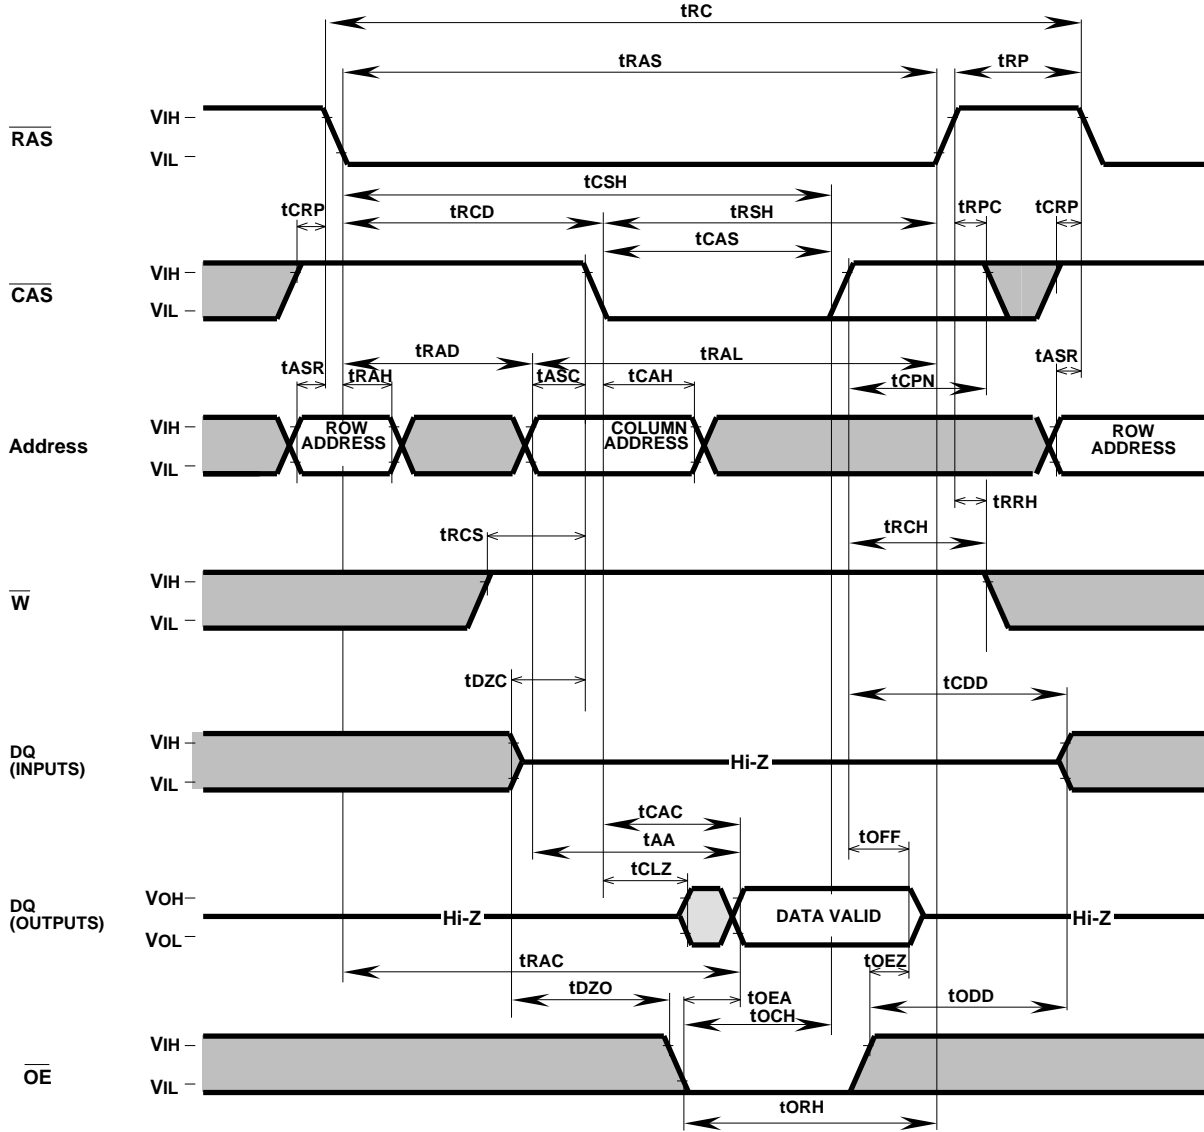 tRC
tRAS
tRP
RAS
VIH
VIL
tCSH
tCRP
tRCD
tRSH
tRPC
tCRP
tCAS
CAS
VIH
VIL
tRAD
tRAL
tASR
tRAH
tASC
tCAH
tCPN
tASR
Address
VIH
VIL
ROW
ADDRESS
COLUMN
ADDRESS
ROW
ADDRESS
tRRH
tRCS
tRCH
W
VIH
VIL
tDZC
tCDD
DQ
(INPUTS)
VIH
VIL
Hi-Z
tCAC
tAA
tOFF
tCLZ
DQ
(OUTPUTS)
VOH
VOL
Hi-Z
DATA VALID
Hi-Z
tRAC
tOEZ
tDZO
tOEA
tODD
tOCH
OE
VIH
VIL
tORH